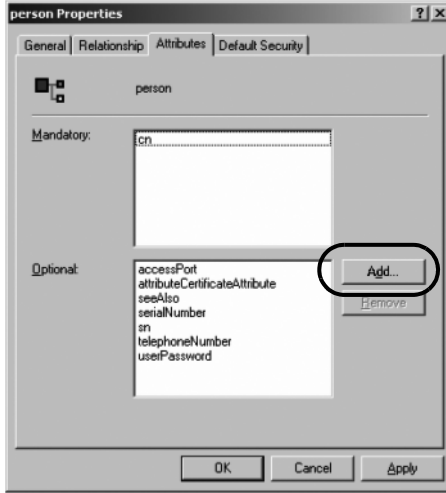 person Properties
General Relationship Attributes Default Security
person
Mandatory:
cn
Optional:
accessPort
attributeCertificateAttribute
seeAlso
serialNumber
sn
telephoneNumber
userPassword
Add...
Remove
OK Cancel Apply